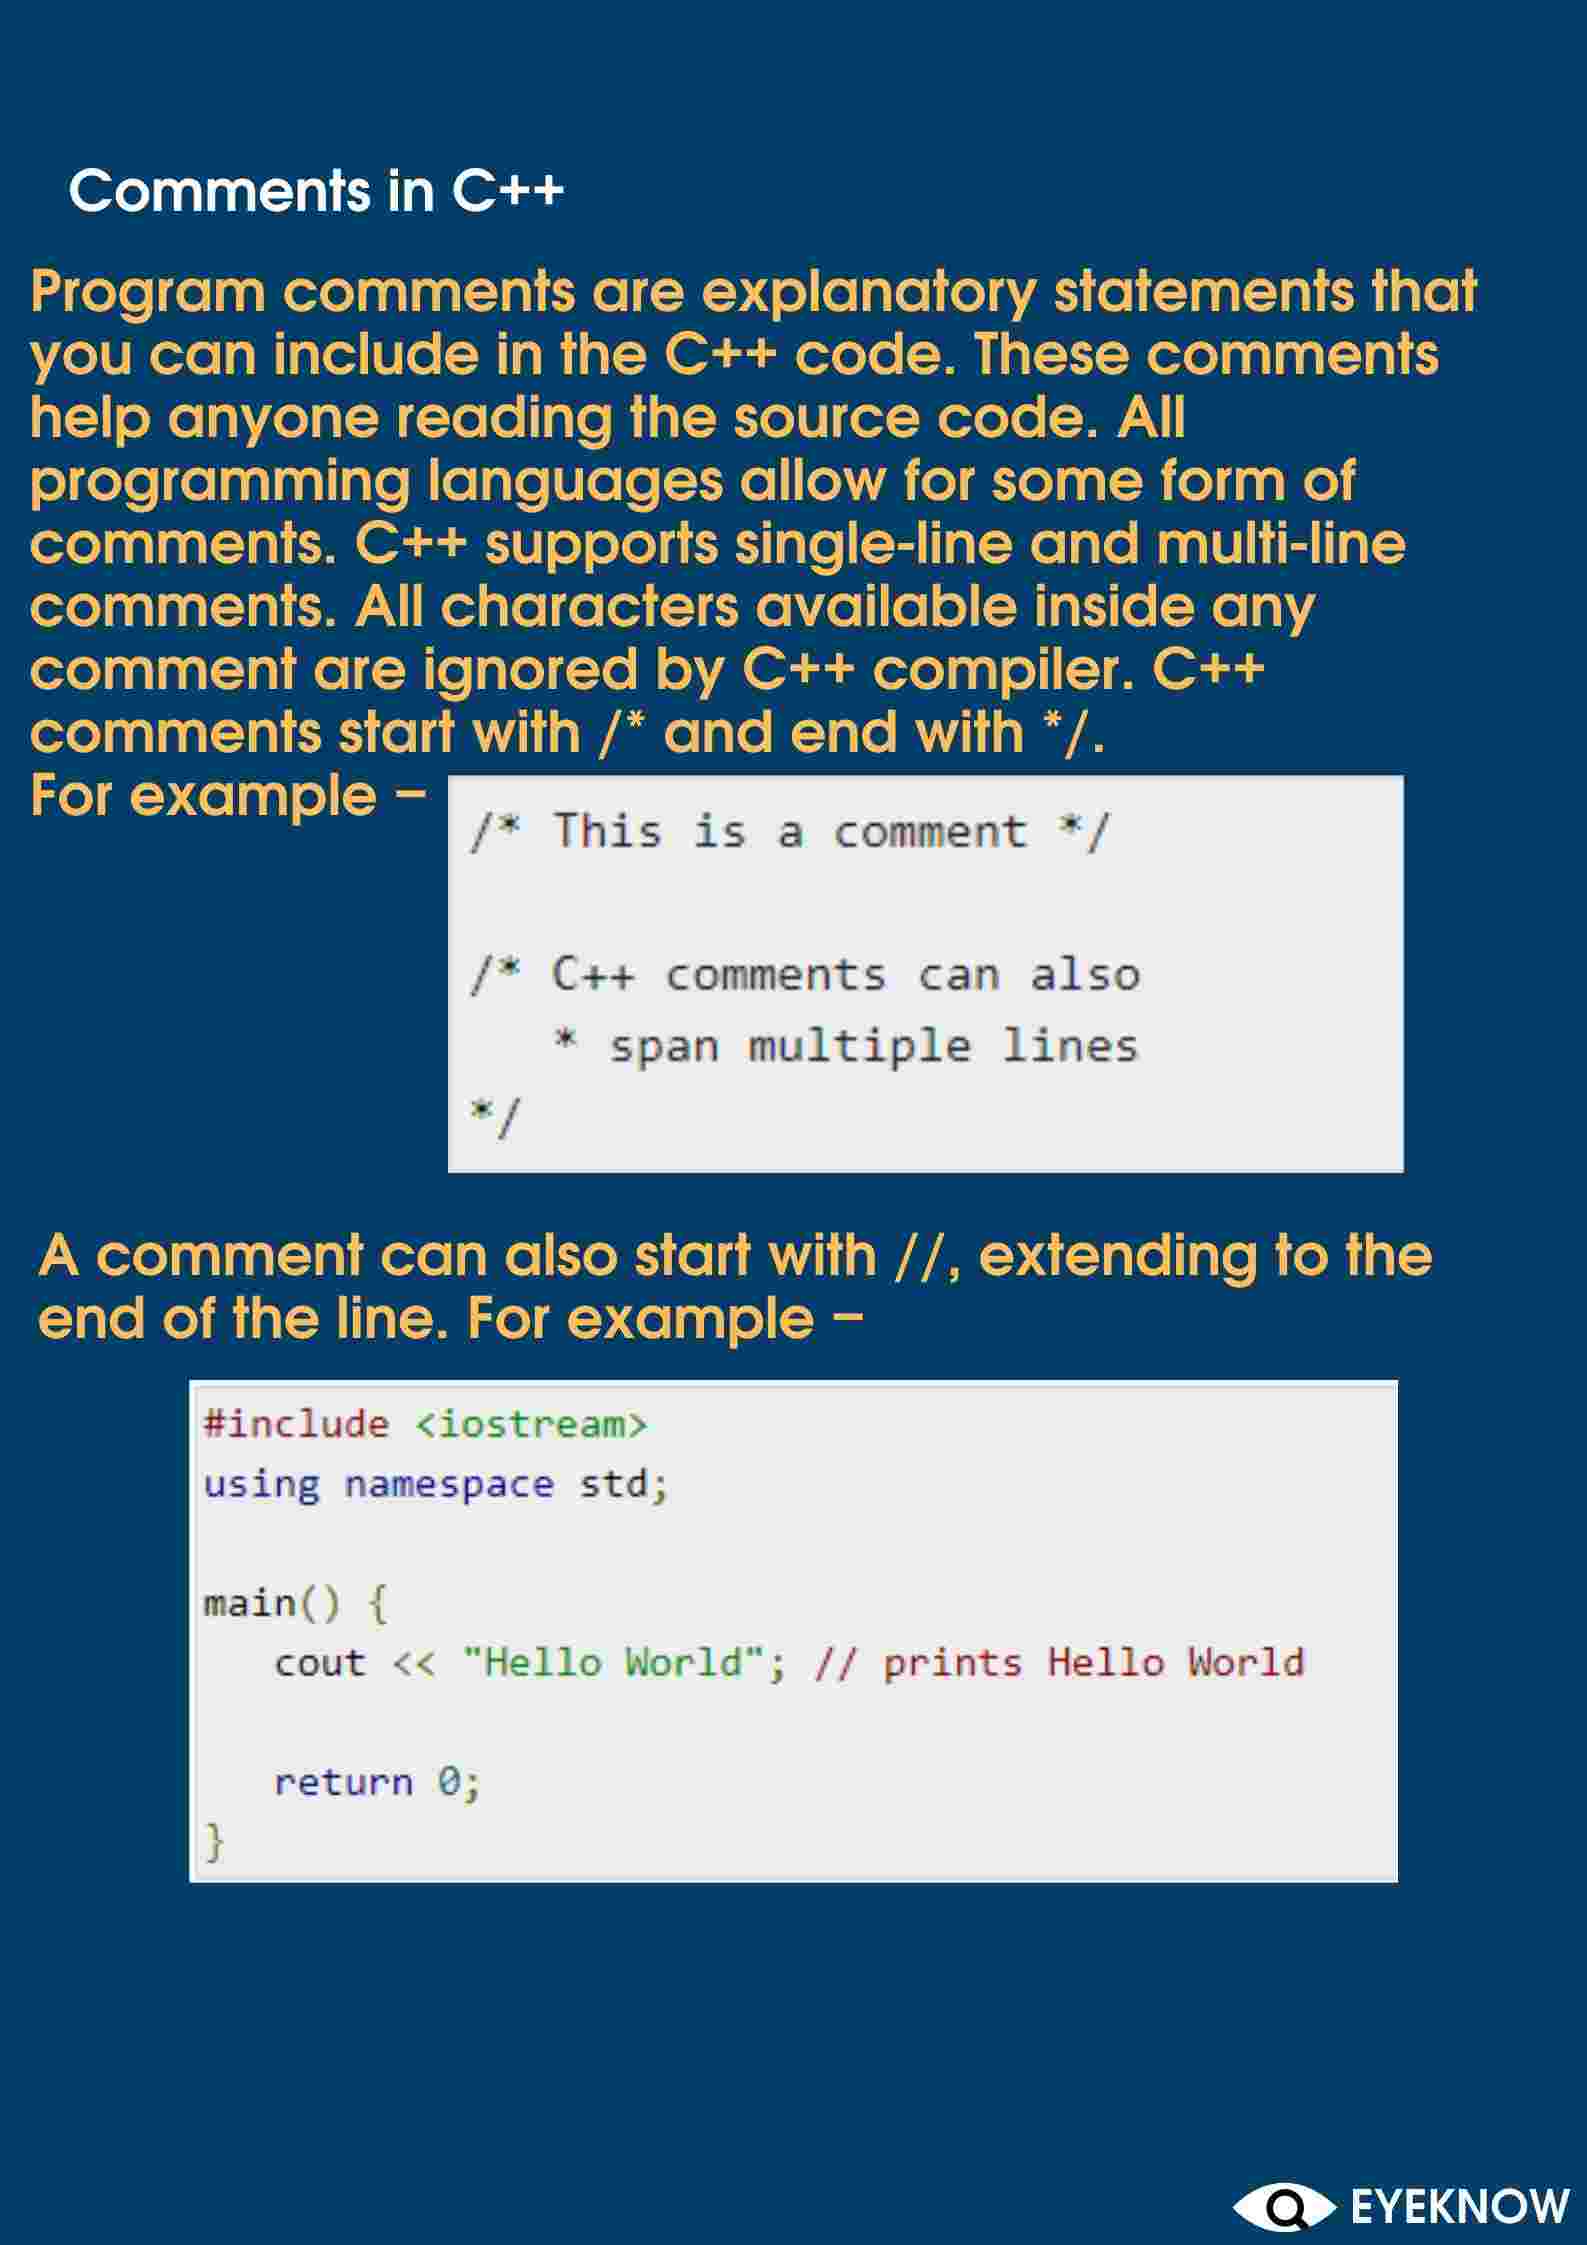 Comments in C++
Program comments are explanatory statements that
you can include in the C++ code. These comments
help anyone reading the source code. All
programming languages allow for some form of
comments. C++ supports single-line and multi-line
comments. All characters available inside any
comment are ignored by C++ compiler. C++
comments start with /* and end with */.
For example –
/* This is a comment */
/* C++ comments can also
   * span multiple lines
*/
A comment can also start with //, extending to the
end of the line. For example –
#include <iostream>
using namespace std;
main() {
   cout << "Hello World"; // prints Hello World
   return 0;
}
EYEKNOW